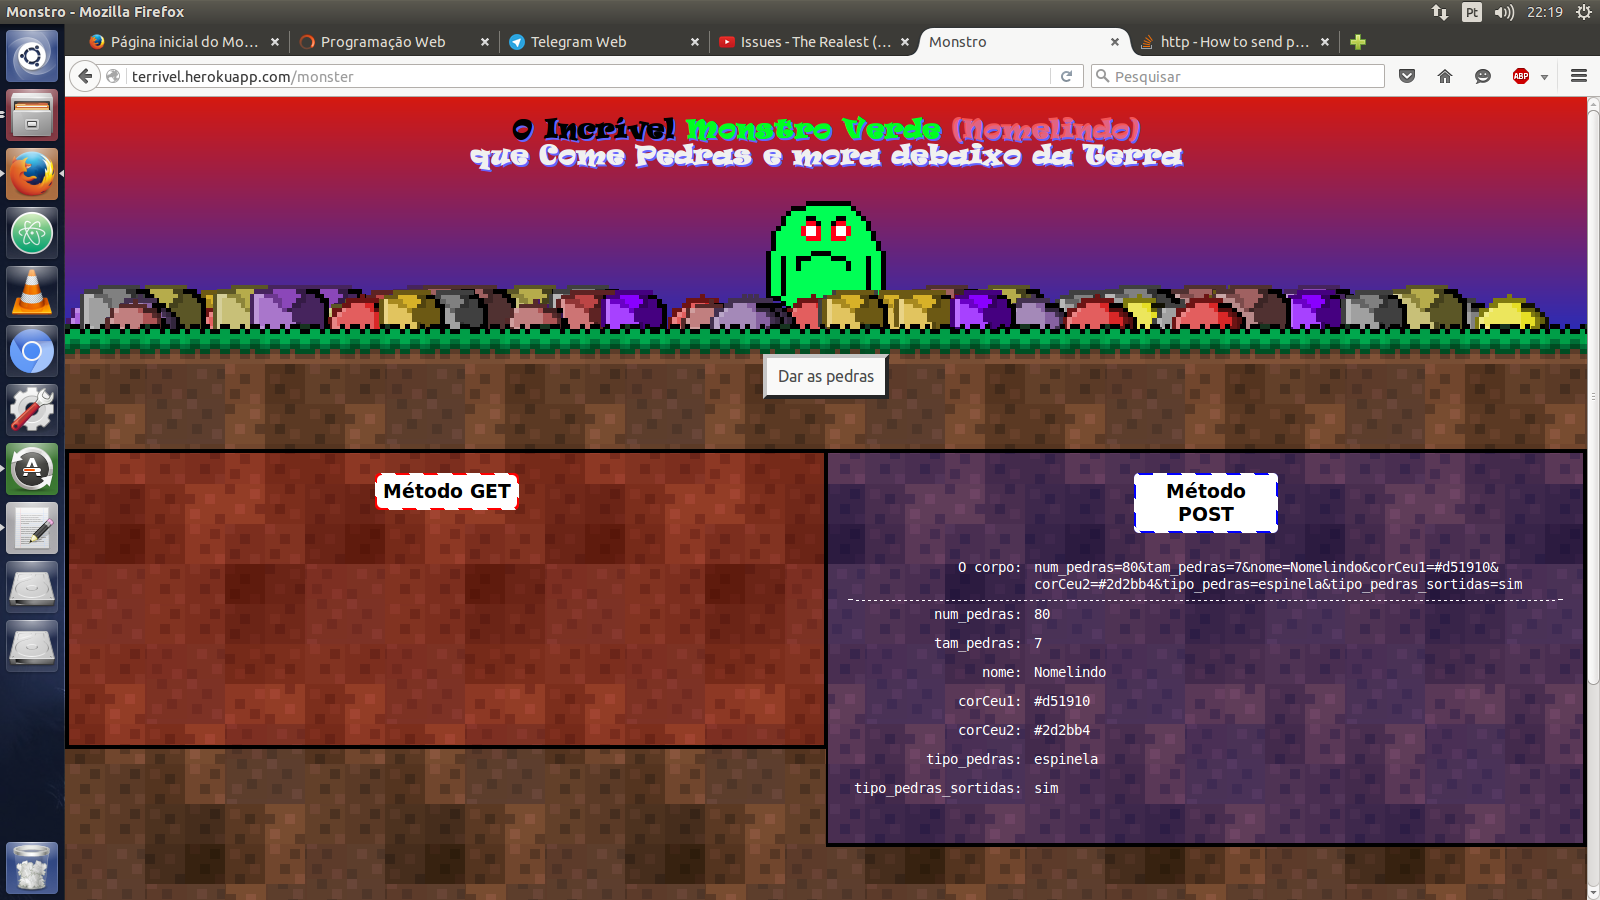 Monstro - Mozilla Firefox
Pt
22:19
Página inicial do Mo...
Programação Web
Telegram Web
Issues - The Realest (...
Monstro
http - How to send p...
terrivel.herokuapp.com/monster
Pesquisar
ABP
O Incrível Monstro Verde (Nomelindo)
que Come Pedras e mora debaixo da Terra
Dar as pedras
Método GET
Método
POST
O corpo: num_pedras=80&tam_pedras=7&nome=Nomelindo&corCeu1=#d51910&
corCeu2=#2d2bb4&tipo_pedras=espinela&tipo_pedras_sortidas=sim
num_pedras: 80
tam_pedras: 7
nome: Nomelindo
corCeu1: #d51910
corCeu2: #2d2bb4
tipo_pedras: espinela
tipo_pedras_sortidas: sim